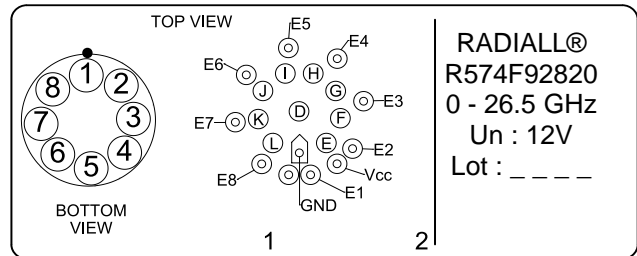 TOP VIEW
1
2
3
4
5
6
7
8
BOTTOM
VIEW
E5
E4
E6
I
H
J
G
E3
D
E7
K
F
L
E
E2
Vcc
E8
E1
GND
1
2
RADIALL®
R574F92820
0 - 26.5 GHz
Un : 12V
Lot : _ _ _ _